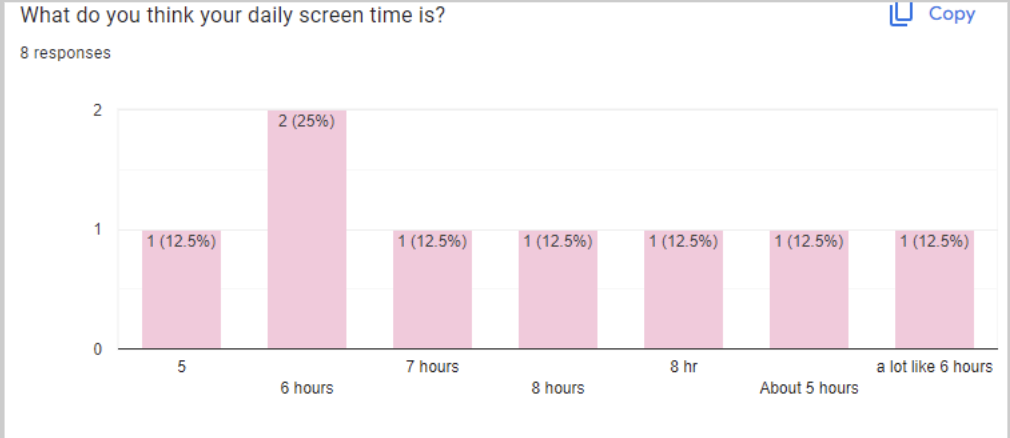 What do you think your daily screen time is?
Copy
8 responses
2
2 (25%)
1
1 (12.5%)
1 (12.5%)
1 (12.5%)
1 (12.5%)
1 (12.5%)
1 (12.5%)
0
5
6 hours
7 hours
8 hours
8 hr
About 5 hours
a lot like 6 hours